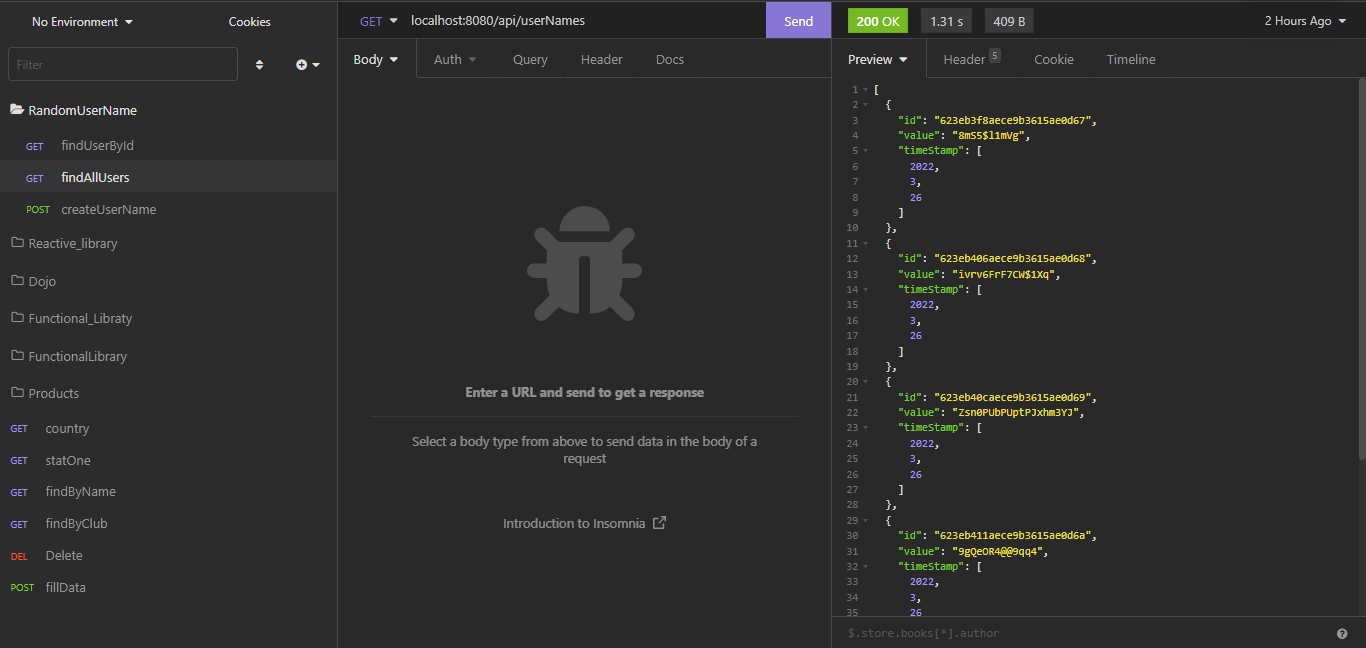 No Environment
Cookies
Filter
RandomUserName
GET findUserById
GET findAllUsers
POST createUserName
Reactive_library
Dojo
Functional_Libraty
FunctionalLibrary
Products
GET country
GET statOne
GET findByName
GET findByClub
DEL Delete
POST fillData
GET localhost:8080/api/userNames Send
Body Auth Query Header Docs
Enter a URL and send to get a response
Select a body type from above to send data in the body of a
request
Introduction to Insomnia
200 OK 1.31 s 409 B 2 Hours Ago
Preview Header 5 Cookie Timeline
1 [
2 {
3 "id": "623eb3f8aece9b3615ae0d67",
4 "value": "8mS5$l1mVg",
5 "timeStamp": [
6 2022,
7 3,
8 26
9 ]
10 },
11 {
12 "id": "623eb406aece9b3615ae0d68",
13 "value": "ivrv6FrF7CW$1Xq",
14 "timeStamp": [
15 2022,
16 3,
17 26
18 ]
19 },
20 {
21 "id": "623eb40caece9b3615ae0d69",
22 "value": "Zsn0PUbPUptPJxhm3YJ",
23 "timeStamp": [
24 2022,
25 3,
26 26
27 ]
28 },
29 {
30 "id": "623eb411aece9b3615ae0d6a",
31 "value": "9gQeOR4@@9qq4",
32 "timeStamp": [
33 2022,
34 3,
35 26
$.store.books[*].author